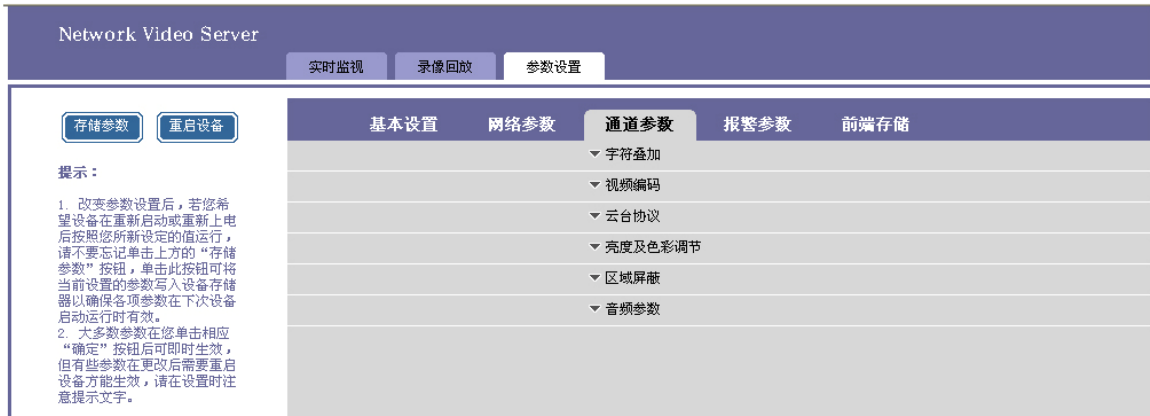 Network Video Server
实时监视 录像回放 参数设置
存储参数 重启设备
基本设置 网络参数 通道参数 报警参数 前端存储
字符叠加
视频编码
云台协议
亮度及色彩调节
区域屏蔽
音频参数
提示：
1. 改变参数设置后，若您希
望设备在重新启动或重新上电
后按照您所新设定的值运行，
请不要忘记单击上方的“存储
参数”按钮，单击此按钮可将
当前设置的参数写入设备存储
器以确保各项参数在下次设备
启动运行时有效。
2. 大多数参数在您单击相应
“确定”按钮后可即时生效，
但有些参数在更改后需要重启
设备方能生效，请在设置时注
意提示文字。